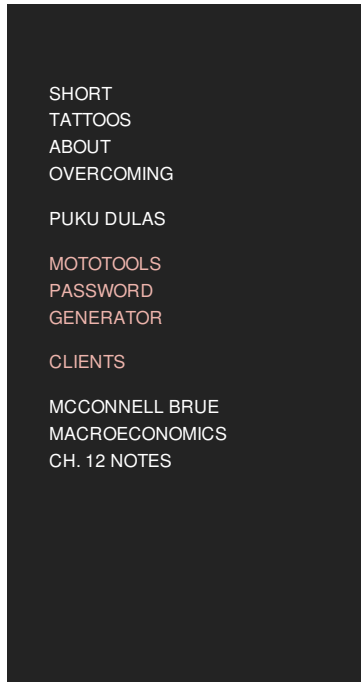 SHORT
TATTOOS
ABOUT
OVERCOMING
PUKU DULAS
MOTOTOOLS
PASSWORD
GENERATOR
CLIENTS
MCCONNELL BRUE
MACROECONOMICS
CH. 12 NOTES